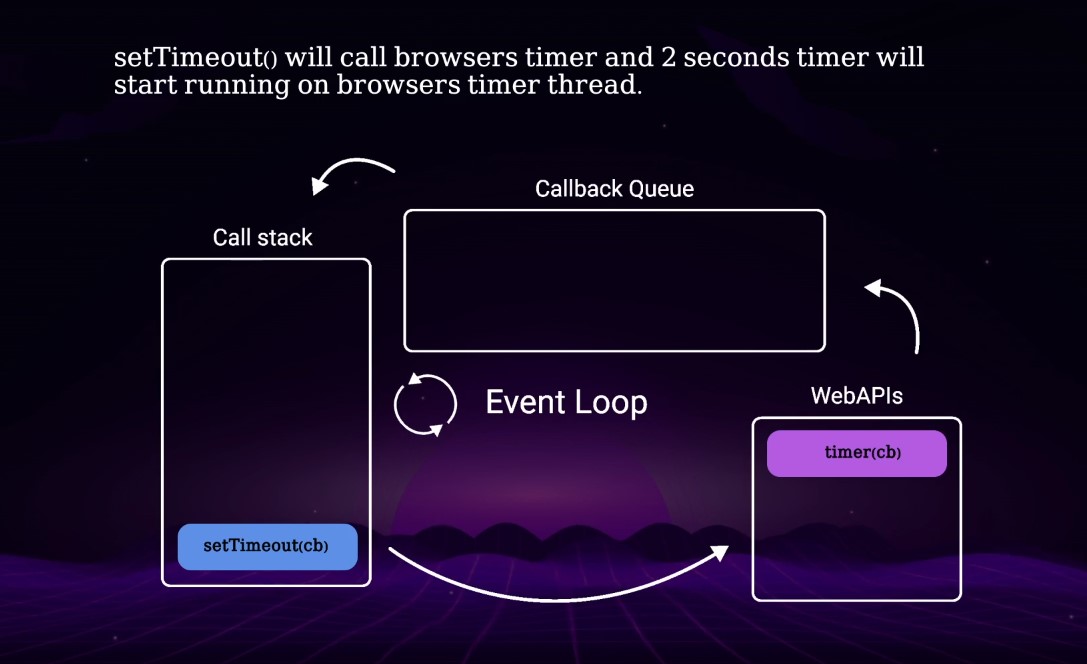 setTimeout() will call browsers timer and 2 seconds timer will
start running on browsers timer thread.
Callback Queue
Call stack
Event Loop
WebAPIs
timer(cb)
setTimeout(cb)